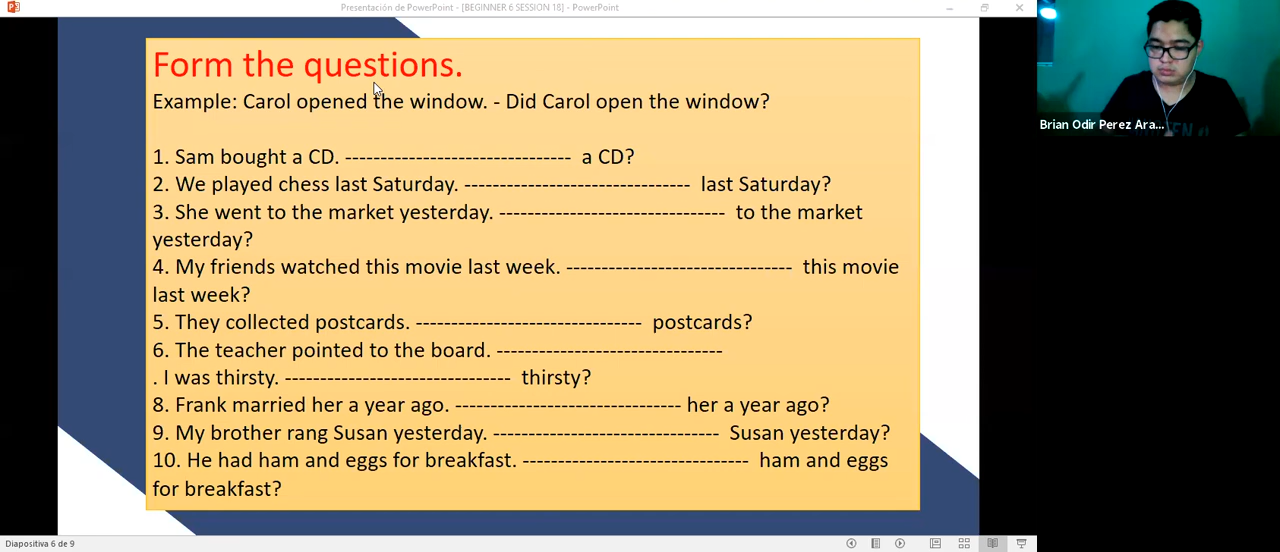 Presentación de PowerPoint - [BEGINNER 6 SESSION 18] - PowerPoint
Form the questions.
Example: Carol opened the window. - Did Carol open the window?
1. Sam bought a CD. -------------------------------- a CD?
2. We played chess last Saturday. -------------------------------- last Saturday?
3. She went to the market yesterday. -------------------------------- to the market
yesterday?
4. My friends watched this movie last week. -------------------------------- this movie
last week?
5. They collected postcards. -------------------------------- postcards?
6. The teacher pointed to the board. --------------------------------
. I was thirsty. -------------------------------- thirsty?
8. Frank married her a year ago. -------------------------------- her a year ago?
9. My brother rang Susan yesterday. -------------------------------- Susan yesterday?
10. He had ham and eggs for breakfast. -------------------------------- ham and eggs
for breakfast?
Brian Odir Perez Ara...
Diapositiva 6 de 9